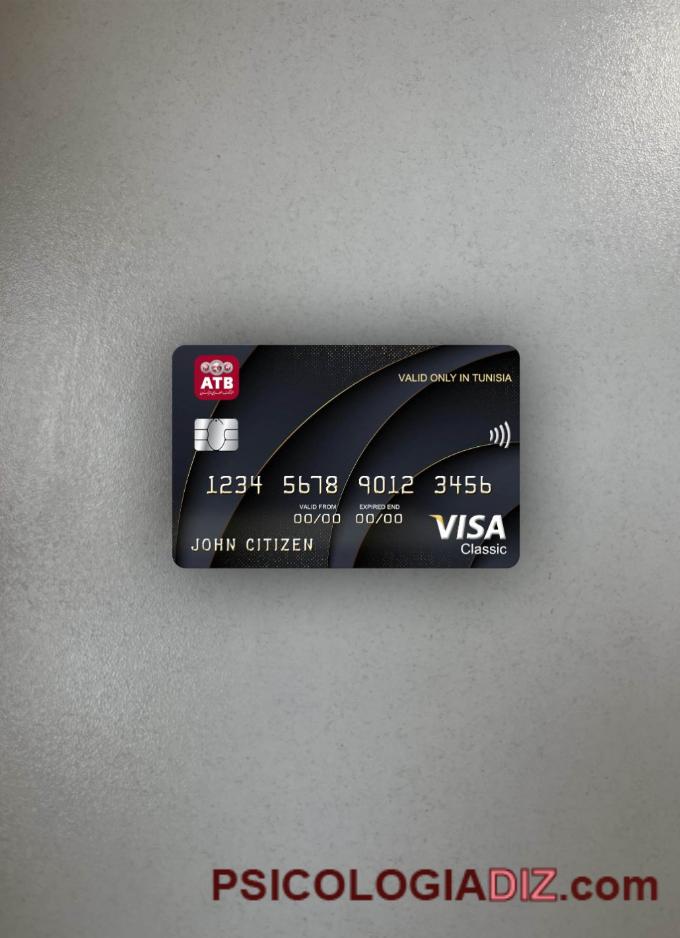 ATB
VALID ONLY IN TUNISIA
1234 5678 9012 3456
VALID FROM EXPIRED END
00/00 00/00
JOHN CITIZEN
VISA
Classic
PSICOLOGIADIZ.com